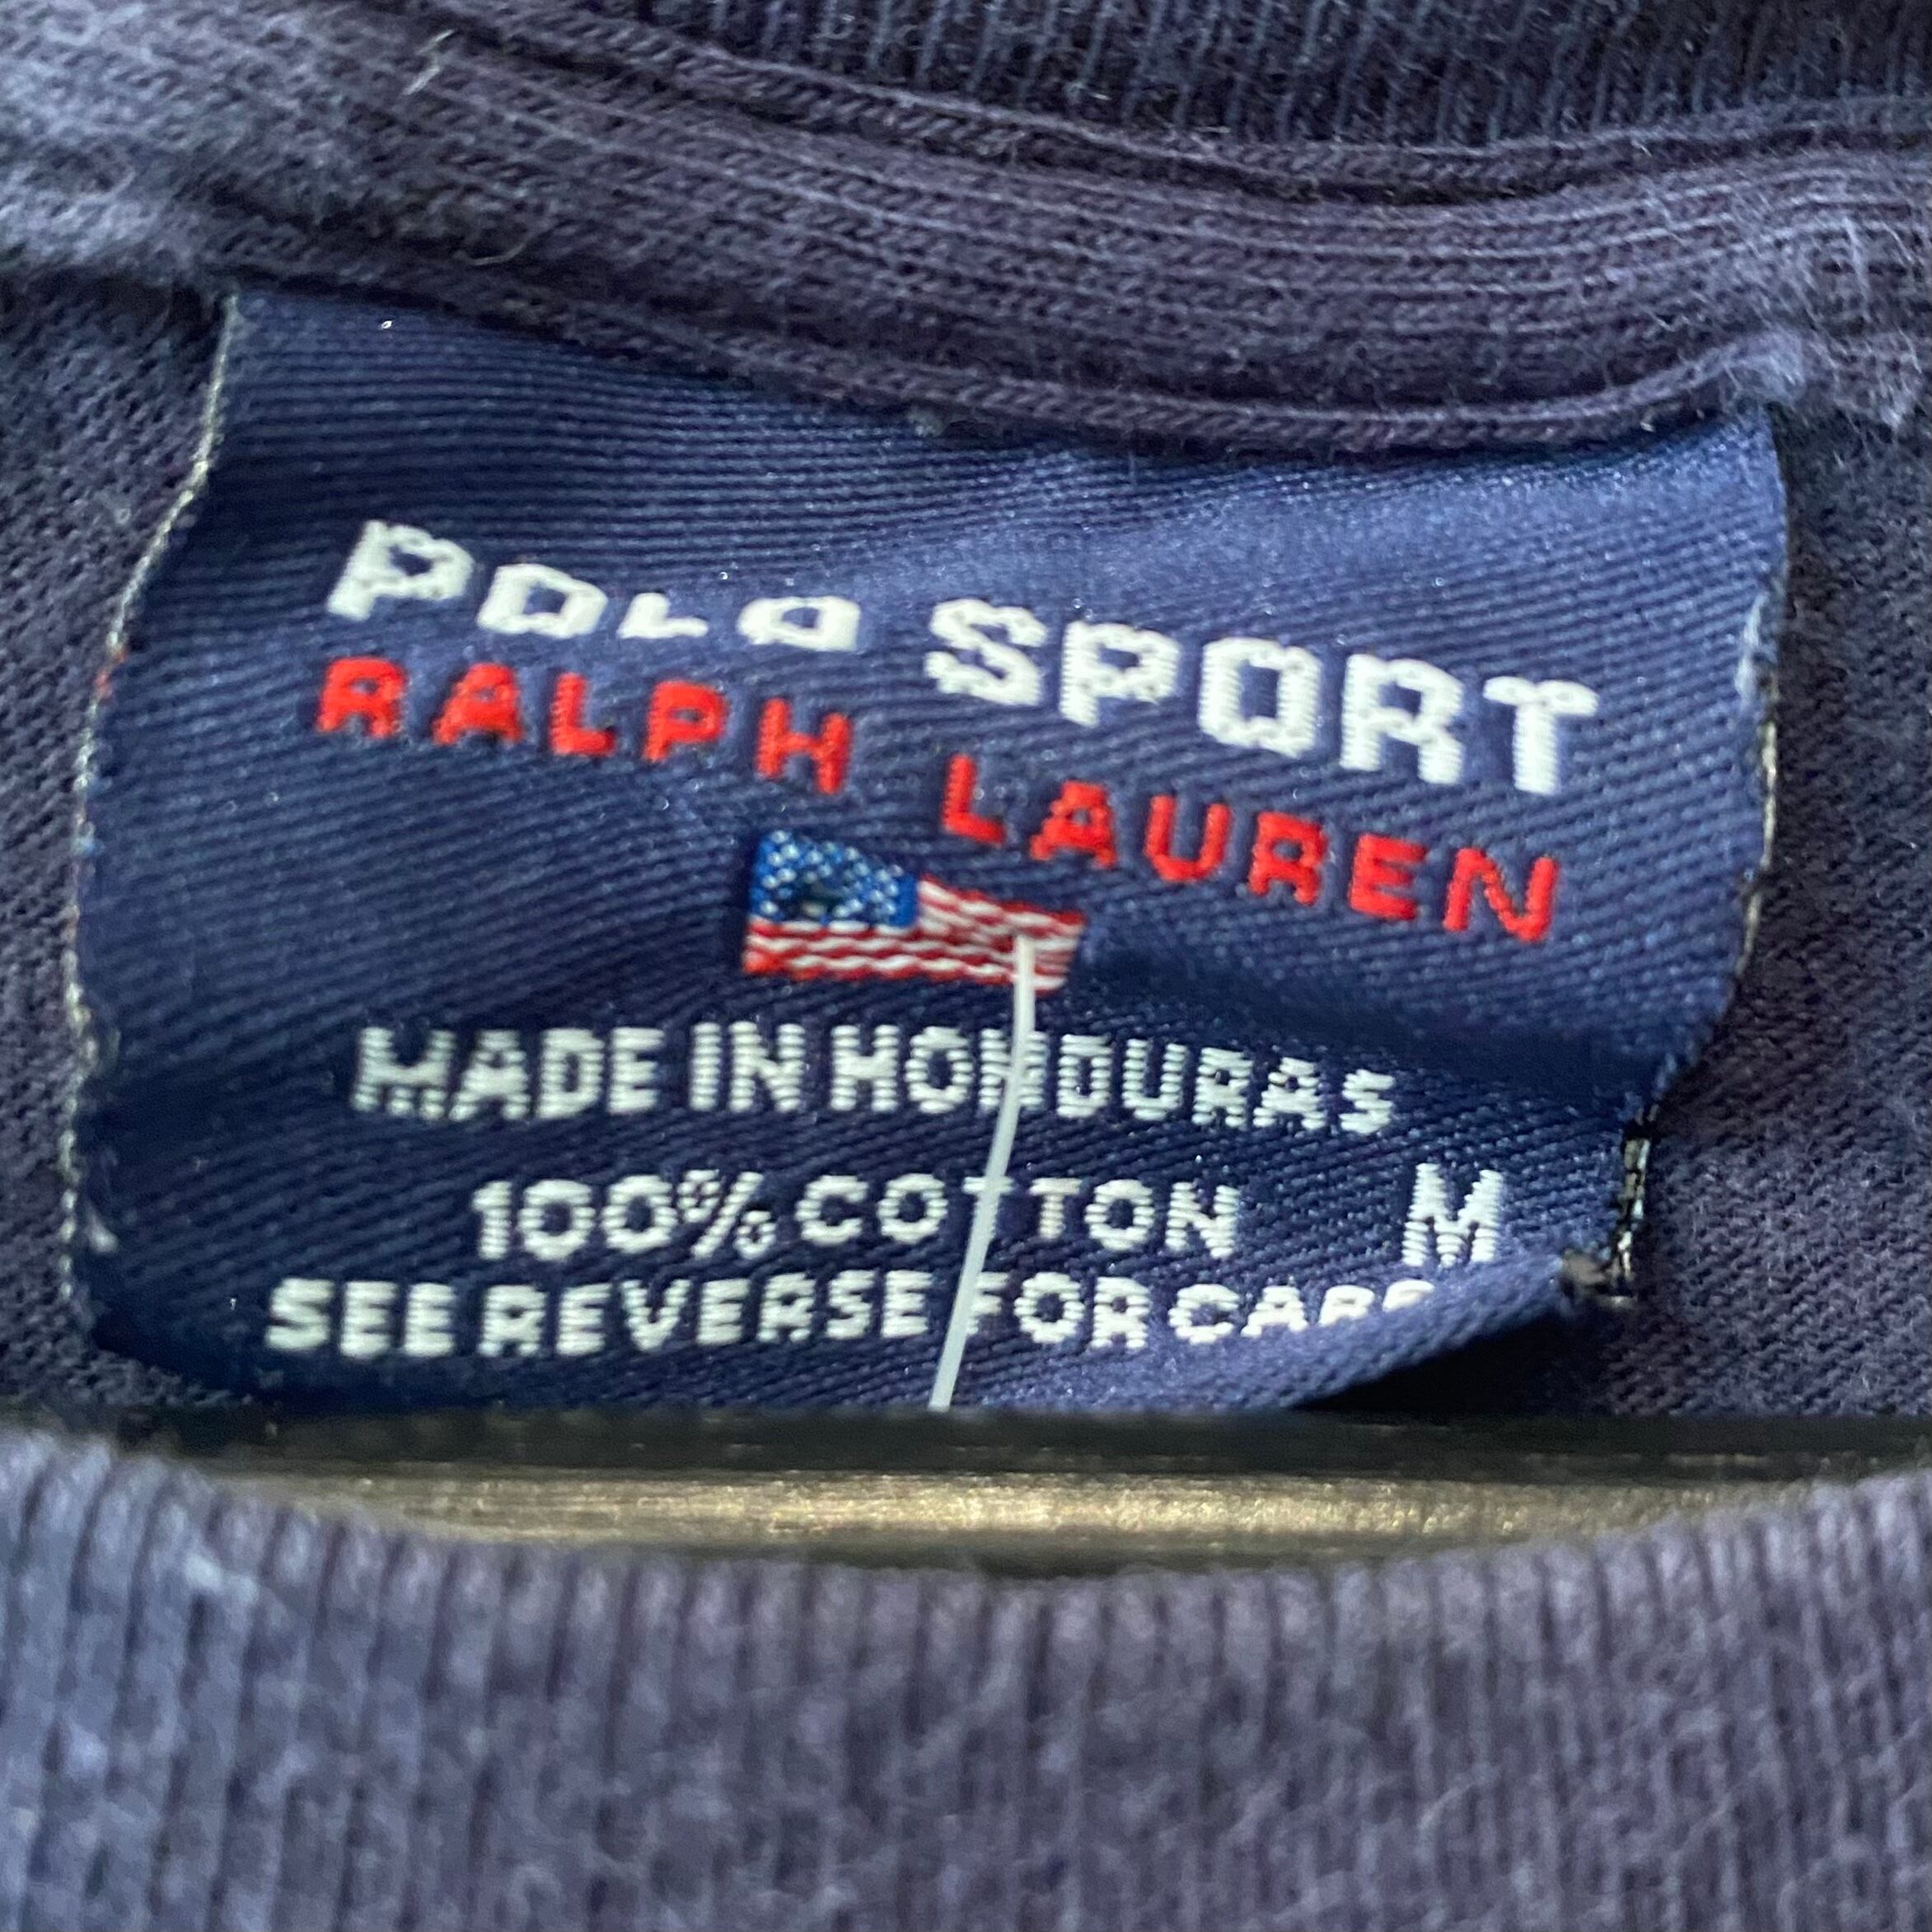 POLO SPORT
RALPH LAUREN
MADE IN HONDURAS
100% COTTON M
SEE REVERSE FOR CARE